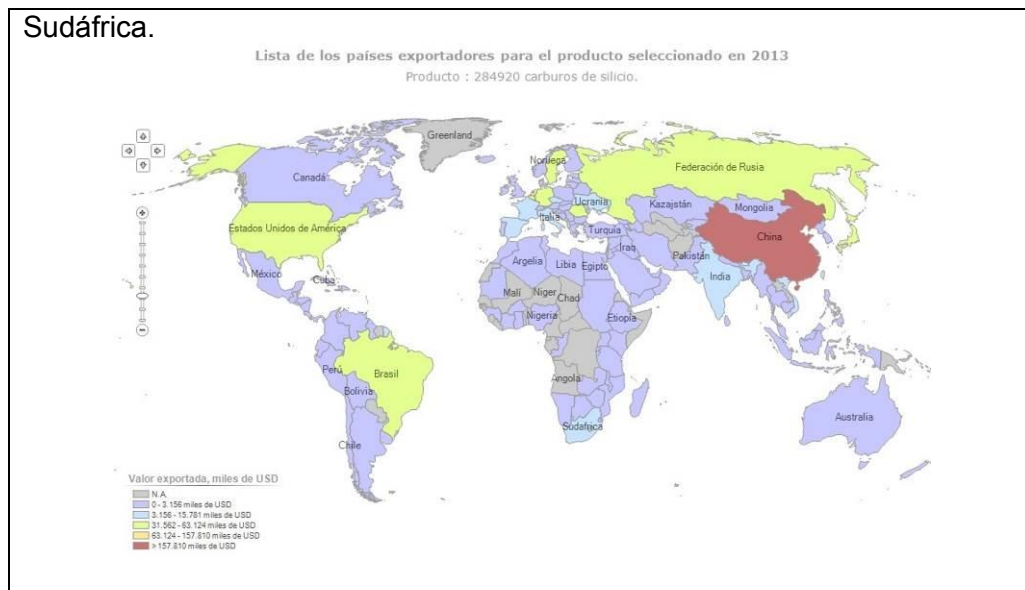 Sudáfrica.
Lista de los países exportadores para el producto seleccionado en 2013
Producto : 284920 carburos de silicio.
Greenland
Noruega
Federación de Rusia
Canadá
Ucrania
Kazajstán
Mongolia
Estados Unidos de América
Italia
Turquía
China
Iraq
Pakistán
México
Cuba
Argelia
Libia
Egipto
India
Malí
Niger
Chad
Nigeria
Etiopía
Perú
Brasil
Angola
Bolivia
Australia
Sudáfrica
Chile
Valor exportada, miles de USD
N.A.
0 - 3.156 miles de USD
3.156 - 15.781 miles de USD
31.562 - 63.124 miles de USD
63.124 - 157.810 miles de USD
> 157.810 miles de USD